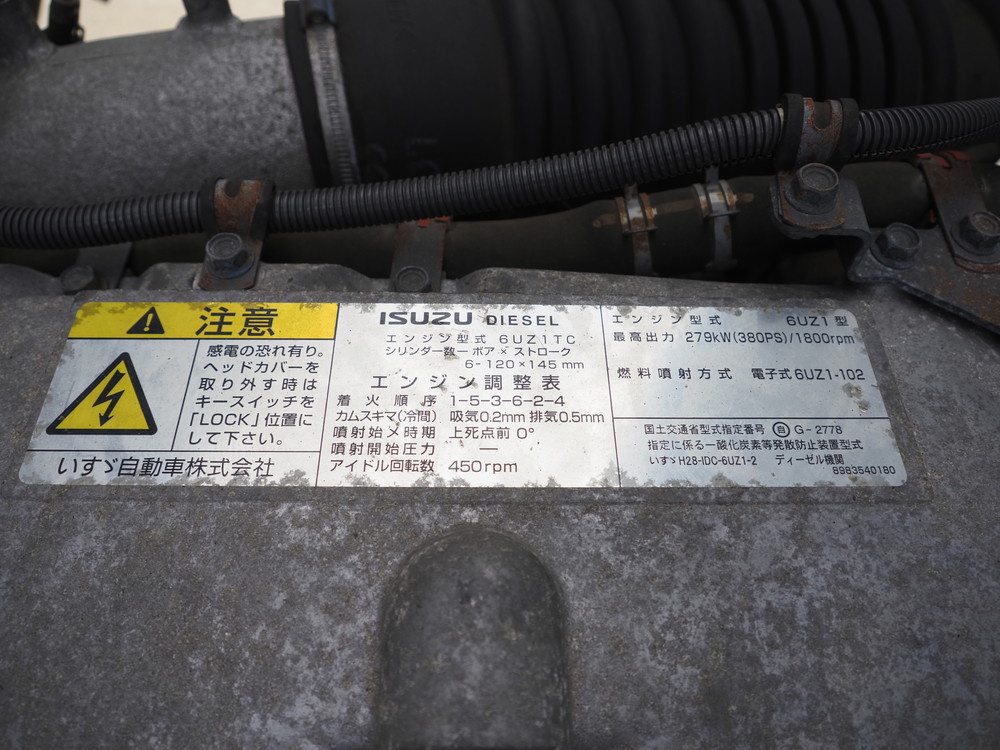 注意
感電の恐れ有り。
ヘッドカバーを
取り外す時は
キースイッチを
「LOCK」位置に
して下さい。
いすゞ自動車株式会社
ISUZU DIESEL
エンジン型式 6UZ1TC
シリンダー数ーボア×ストローク
6-120×145mm
エンジン調整表
着火順序 1-5-3-6-2-4
カムスキマ(冷間) 吸気0.2mm 排気0.5mm
噴射始メ時期 上死点前 0°
噴射開始圧力 —
アイドル回転数 450rpm
エンジン型式 6UZ1型
最高出力 279kW(380PS)/1800rpm
燃料噴射方式 電子式6UZ1-102
国土交通省型式指定番号 自 G-2778
指定に係る一酸化炭素等発散防止装置型式
いすゞH28-IDC-6UZ1-2 ディーゼル機関
8983540180